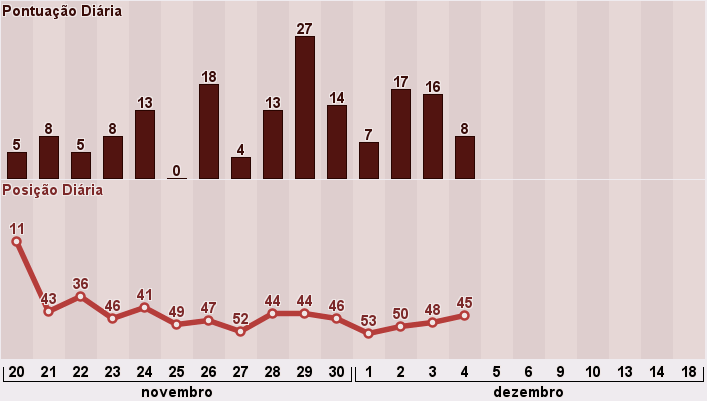 Pontuação Diária
5 8 5 8 13 0 18 4 13 27 14 7 17 16 8
Posição Diária
11 43 36 46 41 49 47 52 44 44 46 53 50 48 45
20 21 22 23 24 25 26 27 28 29 30 1 2 3 4 5 6 9 10 13 14 18
novembro dezembro